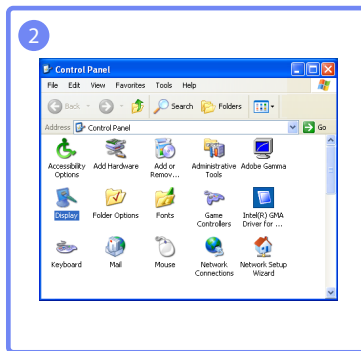 2
Control Panel
File Edit View Favorites Tools Help
Back Search Folders
Address Control Panel Go
Accessibility Options
Add Hardware
Add or Remov...
Administrative Tools
Adobe Gamma
Display
Folder Options
Fonts
Game Controllers
Intel(R) GMA Driver for ...
Keyboard
Mail
Mouse
Network Connections
Network Setup Wizard